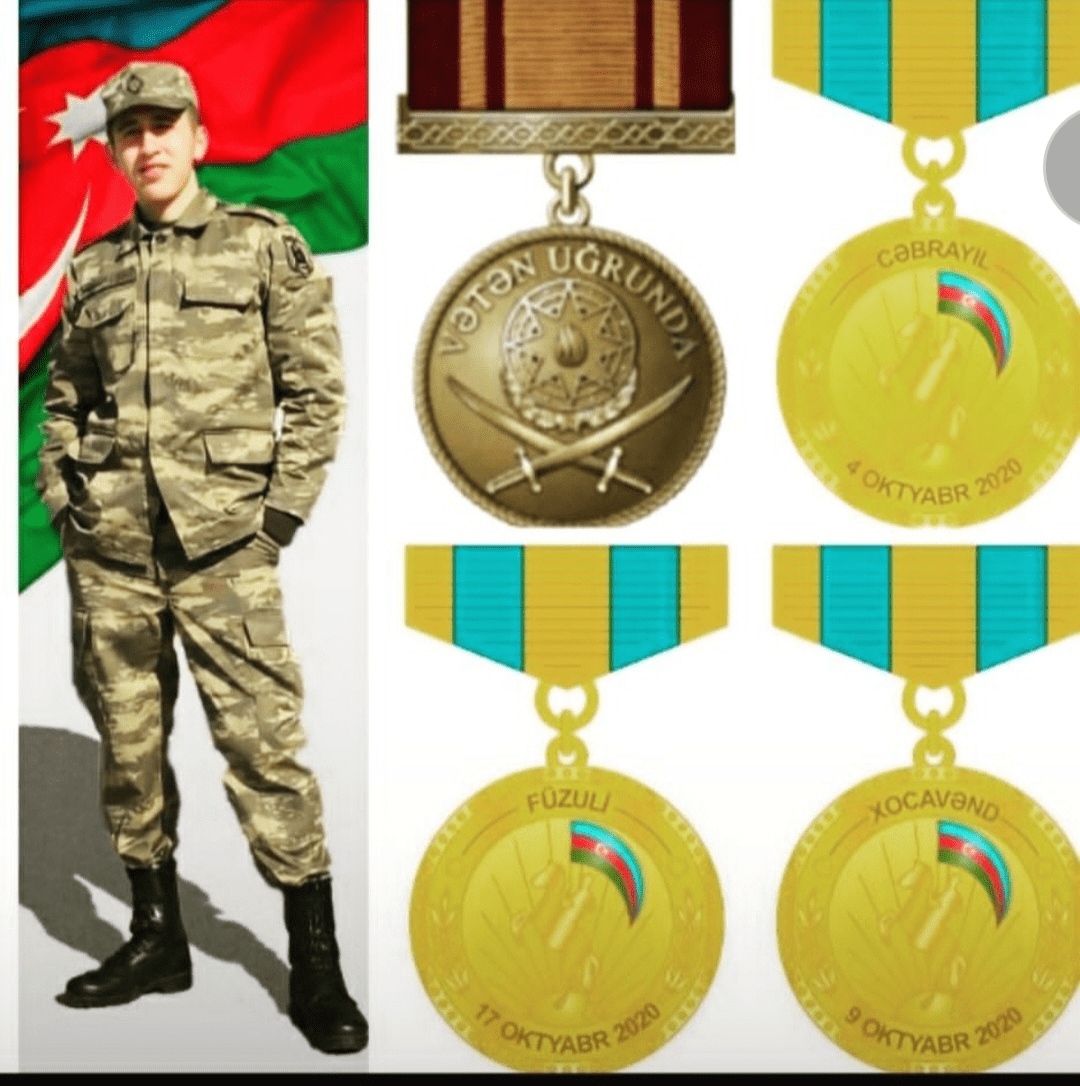 VƏTƏN UĞRUNDA
CƏBRAYIL
4 OKTYABR 2020
FÜZULİ
17 OKTYABR 2020
XOCAVƏND
9 OKTYABR 2020